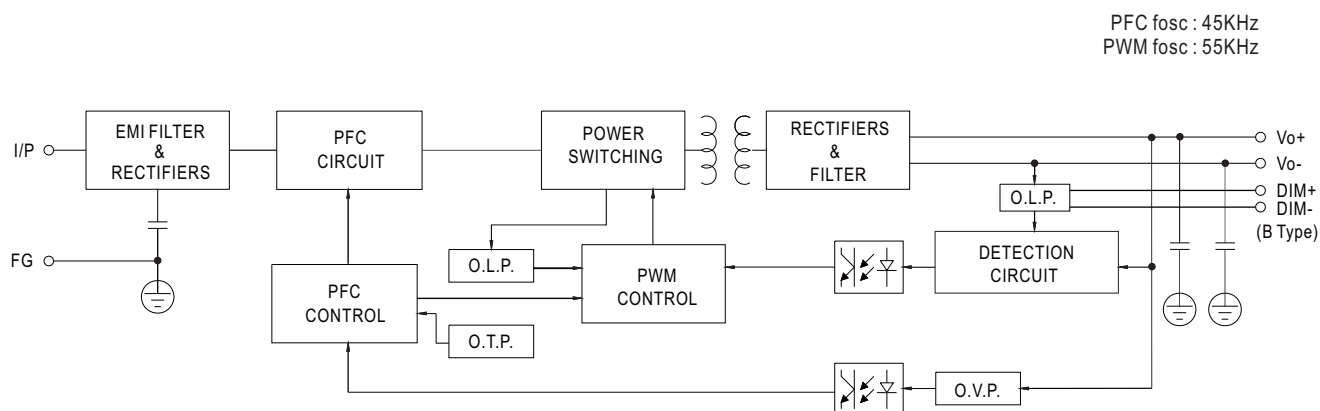 PFC fosc : 45KHz
PWM fosc : 55KHz
I/P
EMI FILTER
&
RECTIFIERS
PFC
CIRCUIT
POWER
SWITCHING
RECTIFIERS
&
FILTER
Vo+
Vo-
DIM+
DIM-
(B Type)
O.L.P.
DETECTION
CIRCUIT
FG
O.L.P.
PWM
CONTROL
PFC
CONTROL
O.T.P.
O.V.P.